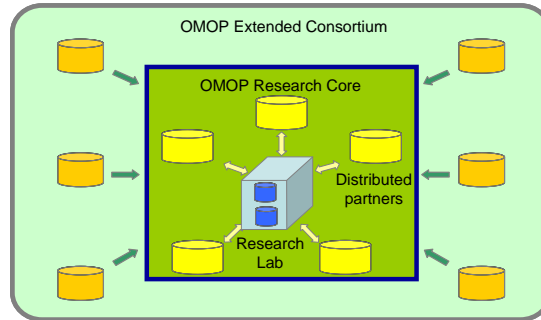 OMOP Extended Consortium
OMOP Research Core
Distributed
partners
Research
Lab